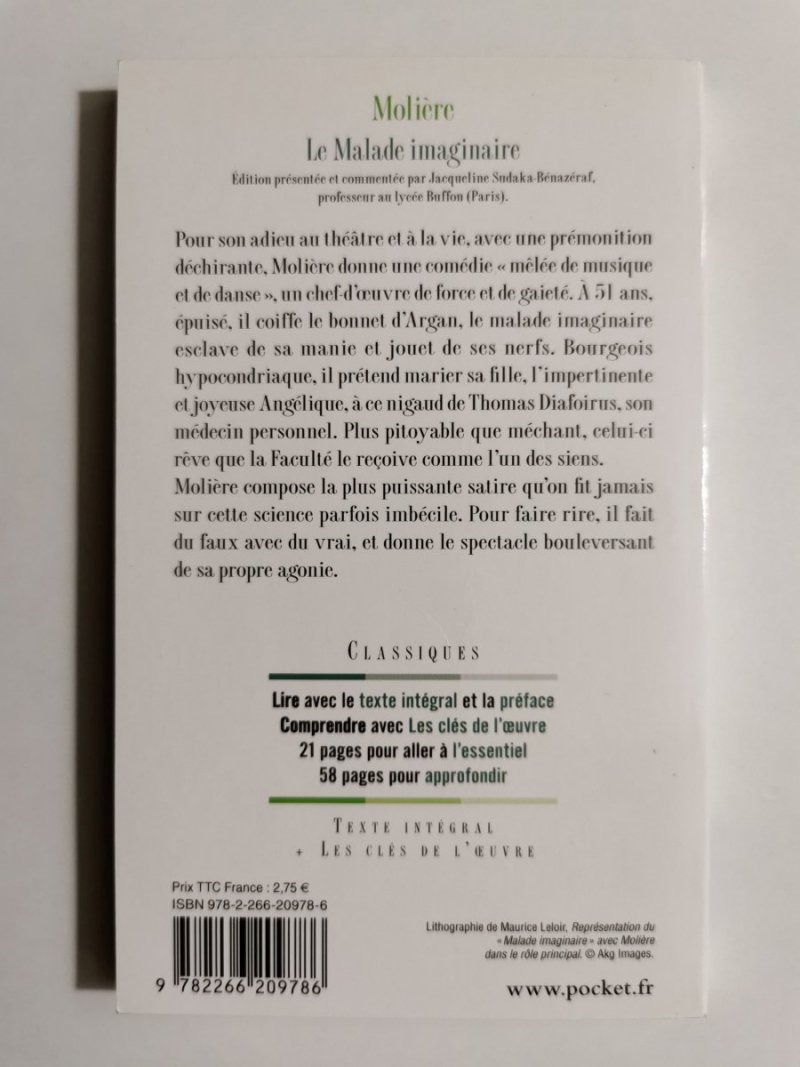 Molière
Le Malade imaginaire
Édition présentée et commentée par Jacqueline Sudaka-Bénazéraf,
professeur au lycée Buffon (Paris).
Pour son adieu au théâtre et à la vie, avec une prémonition
déchirante, Molière donne une comédie « mêlée de musique
et de danse », un chef-d'œuvre de force et de gaieté. À 51 ans,
épuisé, il coiffe le bonnet d'Argan, le malade imaginaire
esclave de sa manie et jouet de ses nerfs. Bourgeois
hypocondriaque, il prétend marier sa fille, l'impertinente
et joyeuse Angélique, à ce nigaud de Thomas Diafoirus, son
médecin personnel. Plus pitoyable que méchant, celui-ci
rêve que la Faculté le reçoive comme l'un des siens.
Molière compose la plus puissante satire qu'on fit jamais
sur cette science parfois imbécile. Pour faire rire, il fait
du faux avec du vrai, et donne le spectacle bouleversant
de sa propre agonie.
CLASSIQUES
Lire avec le texte intégral et la préface
Comprendre avec Les clés de l'œuvre
21 pages pour aller à l'essentiel
58 pages pour approfondir
TEXTE INTÉGRAL
+ LES CLÉS DE L'ŒUVRE
Prix TTC France : 2,75 €
ISBN 978-2-266-20978-6
9 782266 209786
Lithographie de Maurice Leloir, Représentation du
« Malade imaginaire » avec Molière
dans le rôle principal. © Akg Images.
www.pocket.fr